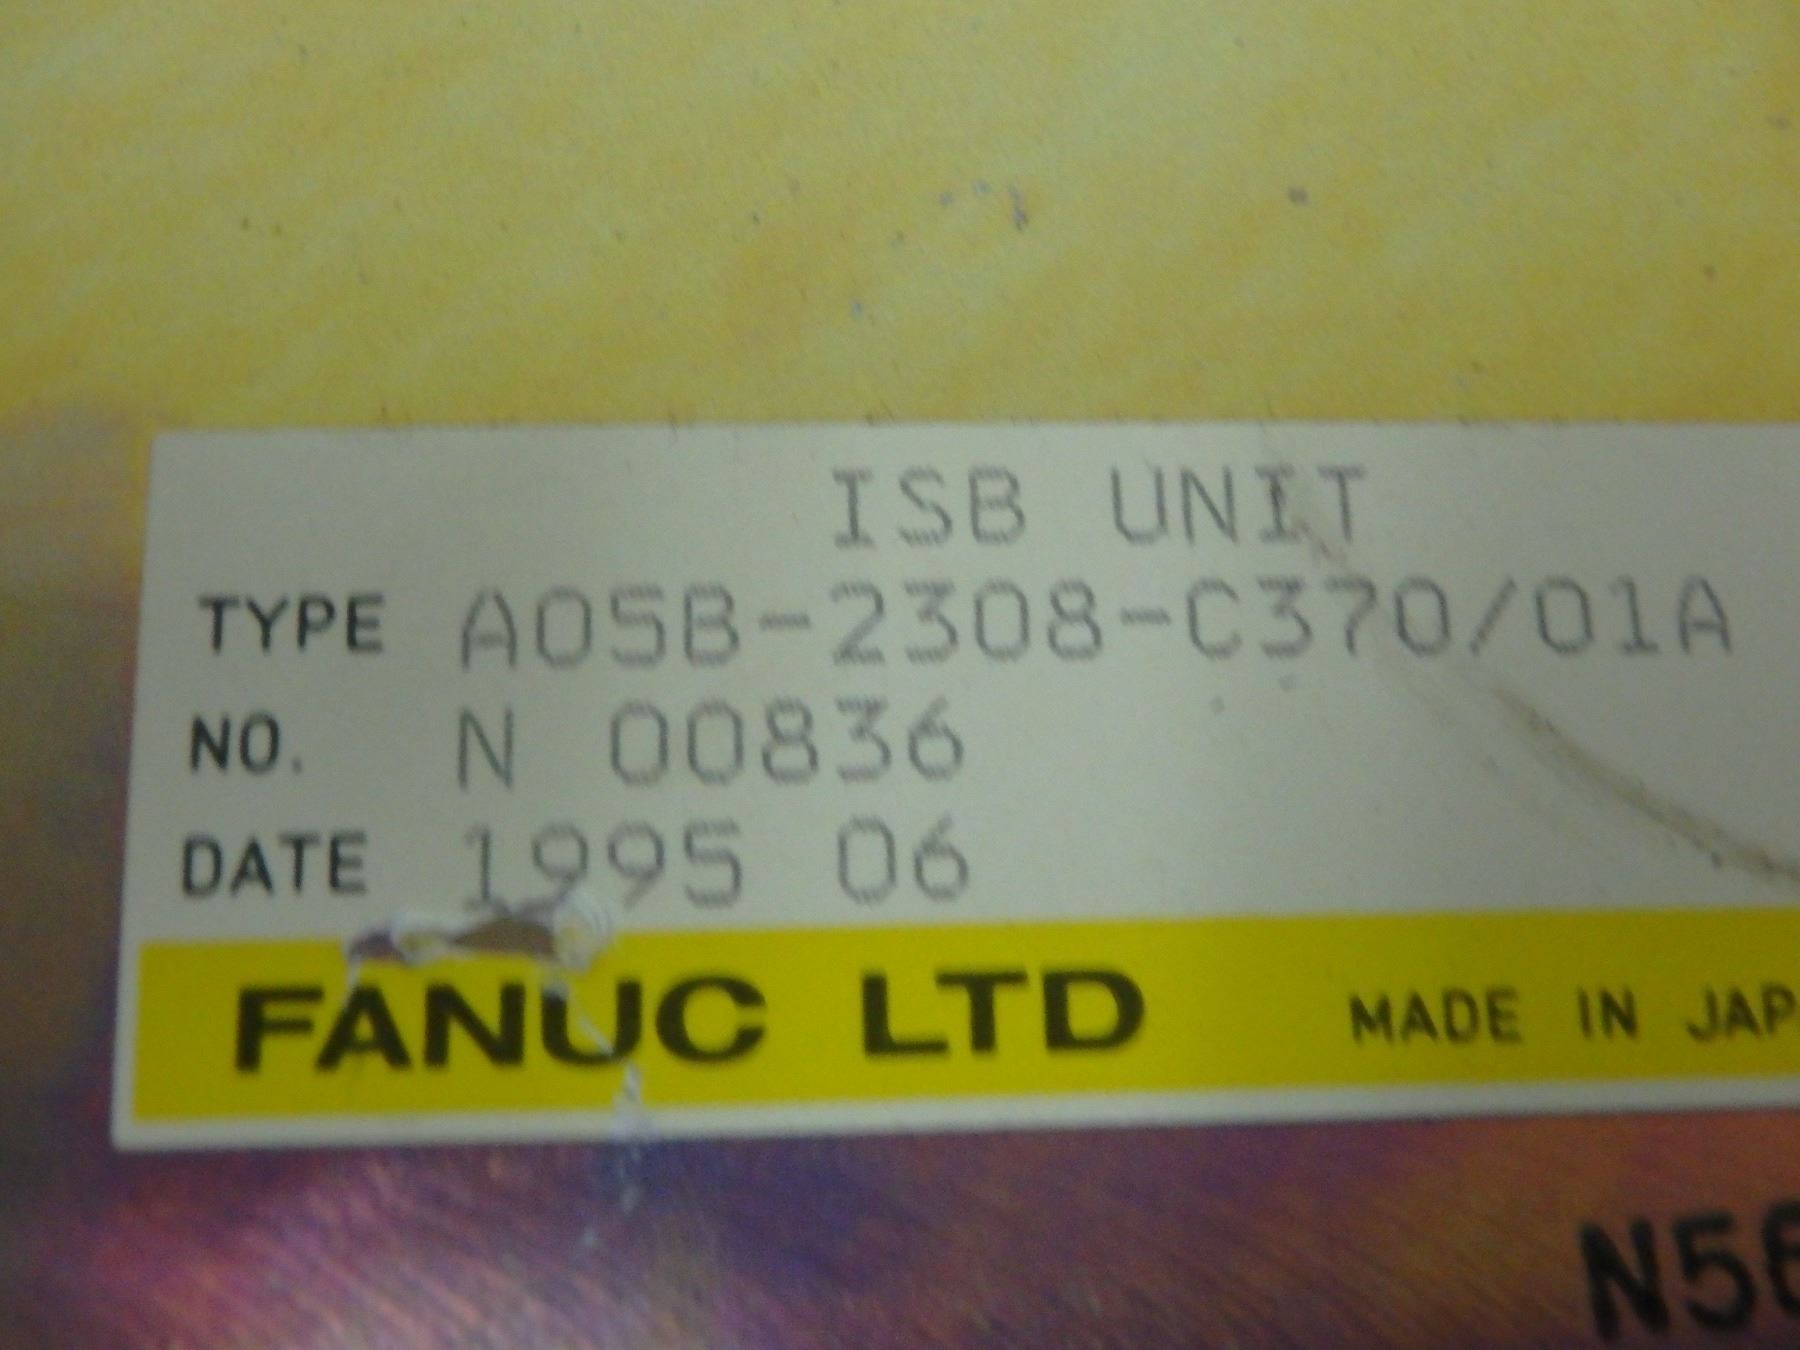 ISB UNIT
TYPE A05B-2308-C370/01A
NO. N 00836
DATE 1995 06
FANUC LTD MADE IN JAP
N56